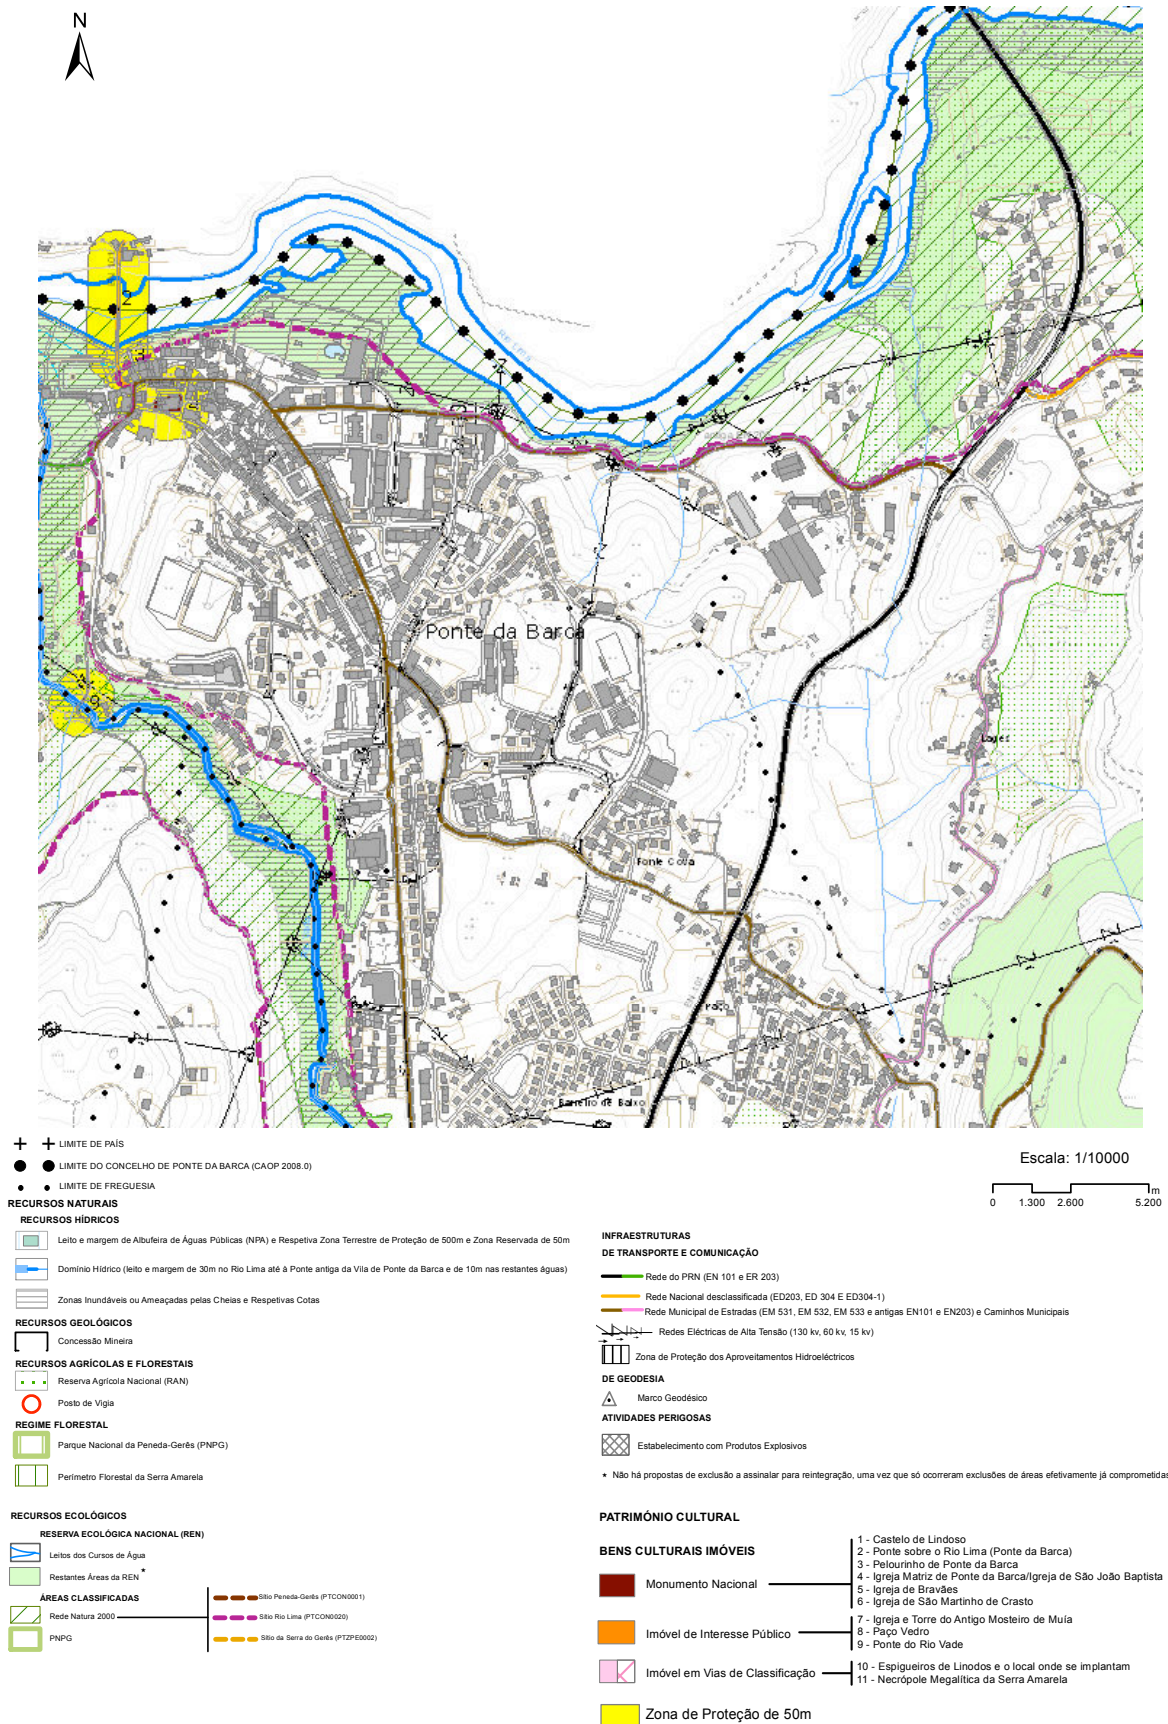 N
2
3
Rio Lima
Ponte da Barca
9
Lages
Fonte Cova
CM 1343
Paço
Barreiro de Baixo
LIMITE DE PAÍS
LIMITE DO CONCELHO DE PONTE DA BARCA (CAOP 2008.0)
LIMITE DE FREGUESIA
RECURSOS NATURAIS
RECURSOS HÍDRICOS
Leito e margem de Albufeira de Águas Públicas (NPA) e Respetiva Zona Terrestre de Proteção de 500m e Zona Reservada de 50m
Domínio Hídrico (leito e margem de 30m no Rio Lima até à Ponte antiga da Vila de Ponte da Barca e de 10m nas restantes águas)
Zonas Inundáveis ou Ameaçadas pelas Cheias e Respetivas Cotas
RECURSOS GEOLÓGICOS
Concessão Mineira
RECURSOS AGRÍCOLAS E FLORESTAIS
Reserva Agrícola Nacional (RAN)
Posto de Vigia
REGIME FLORESTAL
Parque Nacional da Peneda-Gerês (PNPG)
Perímetro Florestal da Serra Amarela
RECURSOS ECOLÓGICOS
RESERVA ECOLÓGICA NACIONAL (REN)
Leitos dos Cursos de Água
Restantes Áreas da REN *
ÁREAS CLASSIFICADAS
Rede Natura 2000
PNPG
Sítio Peneda-Gerês (PTCON0001)
Sítio Rio Lima (PTCON0020)
Sítio da Serra do Gerês (PTZPE0002)
Escala: 1/10000
m
0 1.300 2.600 5.200
INFRAESTRUTURAS
DE TRANSPORTE E COMUNICAÇÃO
Rede do PRN (EN 101 e ER 203)
Rede Nacional desclassificada (ED203, ED 304 E ED304-1)
Rede Municipal de Estradas (EM 531, EM 532, EM 533 e antigas EN101 e EN203) e Caminhos Municipais
Redes Eléctricas de Alta Tensão (130 kv, 60 kv, 15 kv)
Zona de Proteção dos Aproveitamentos Hidroeléctricos
DE GEODESIA
Marco Geodésico
ATIVIDADES PERIGOSAS
Estabelecimento com Produtos Explosivos
* Não há propostas de exclusão a assinalar para reintegração, uma vez que só ocorreram exclusões de áreas efetivamente já comprometidas
PATRIMÓNIO CULTURAL
BENS CULTURAIS IMÓVEIS
Monumento Nacional
1 - Castelo de Lindoso
2 - Ponte sobre o Rio Lima (Ponte da Barca)
3 - Pelourinho de Ponte da Barca
4 - Igreja Matriz de Ponte da Barca/Igreja de São João Baptista
5 - Igreja de Bravães
6 - Igreja de São Martinho de Crasto
Imóvel de Interesse Público
7 - Igreja e Torre do Antigo Mosteiro de Muía
8 - Paço Vedro
9 - Ponte do Rio Vade
Imóvel em Vias de Classificação
10 - Espigueiros de Linodos e o local onde se implantam
11 - Necrópole Megalítica da Serra Amarela
Zona de Proteção de 50m